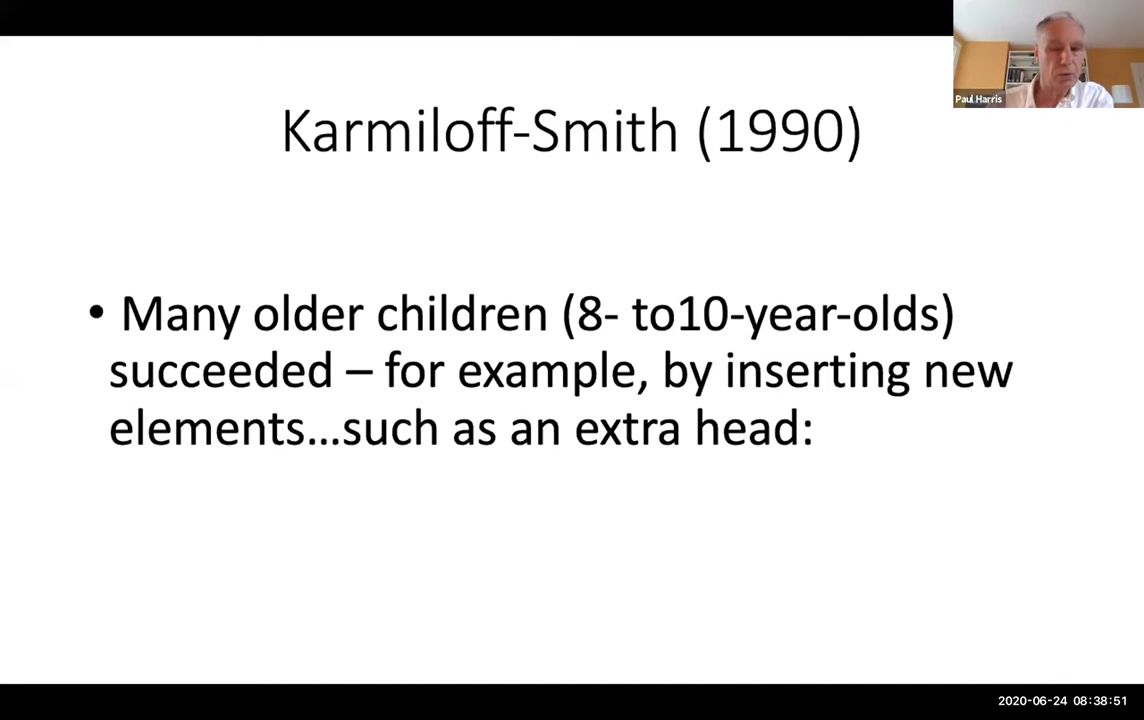 Paul Harris
Karmiloff-Smith (1990)
• Many older children (8- to10-year-olds)
succeeded – for example, by inserting new
elements...such as an extra head:
2020-06-24 08:38:51